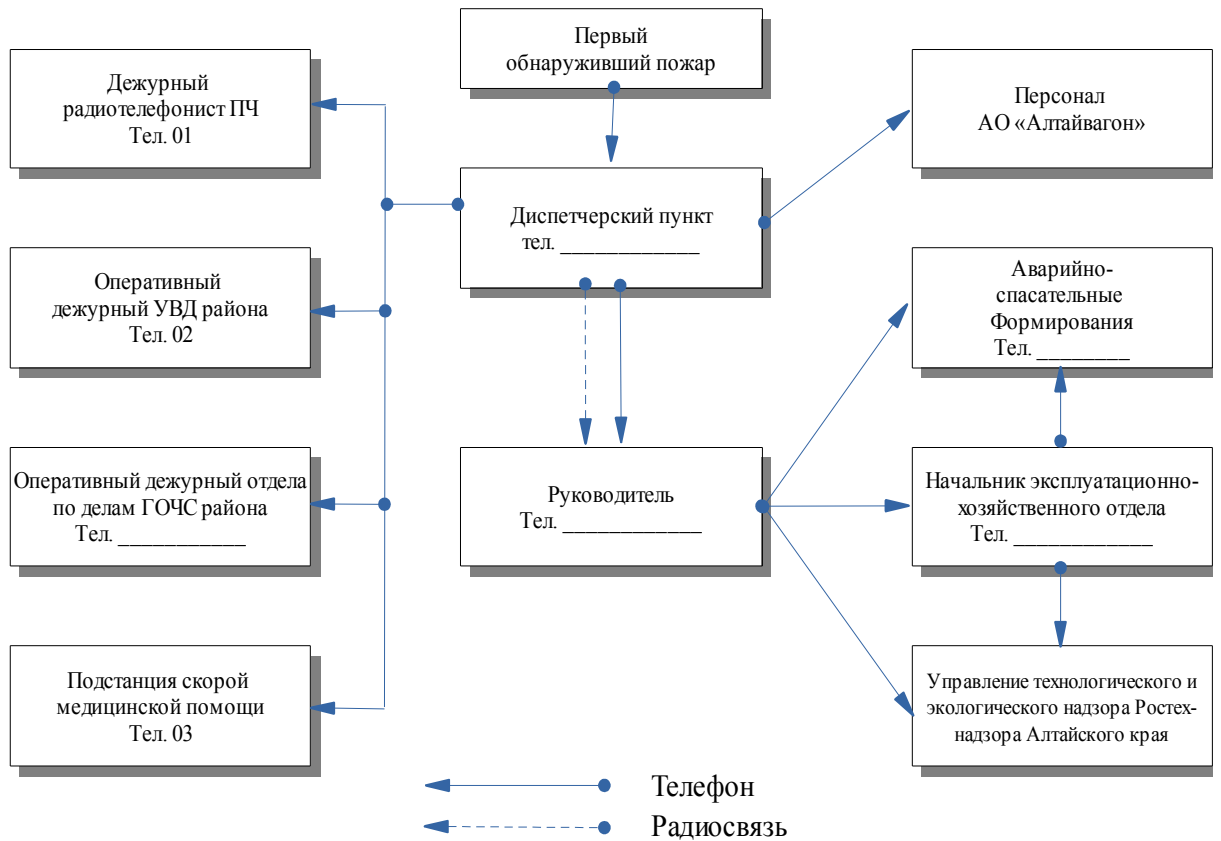 Первый
обнаруживший пожар
Дежурный
радиотелефонист ПЧ
Тел. 01
Персонал
АО «Алтайвагон»
Диспетчерский пункт
тел. ____________
Оперативный
дежурный УВД района
Тел. 02
Аварийно-
спасательные
Формирования
Тел. ________
Оперативный дежурный отдела
по делам ГОЧС района
Тел. ___________
Руководитель
Тел. ____________
Начальник эксплуатационно-
хозяйственного отдела
Тел. ____________
Подстанция скорой
медицинской помощи
Тел. 03
Управление технологического и
экологического надзора Ростех-
надзора Алтайского края
Телефон
Радиосвязь